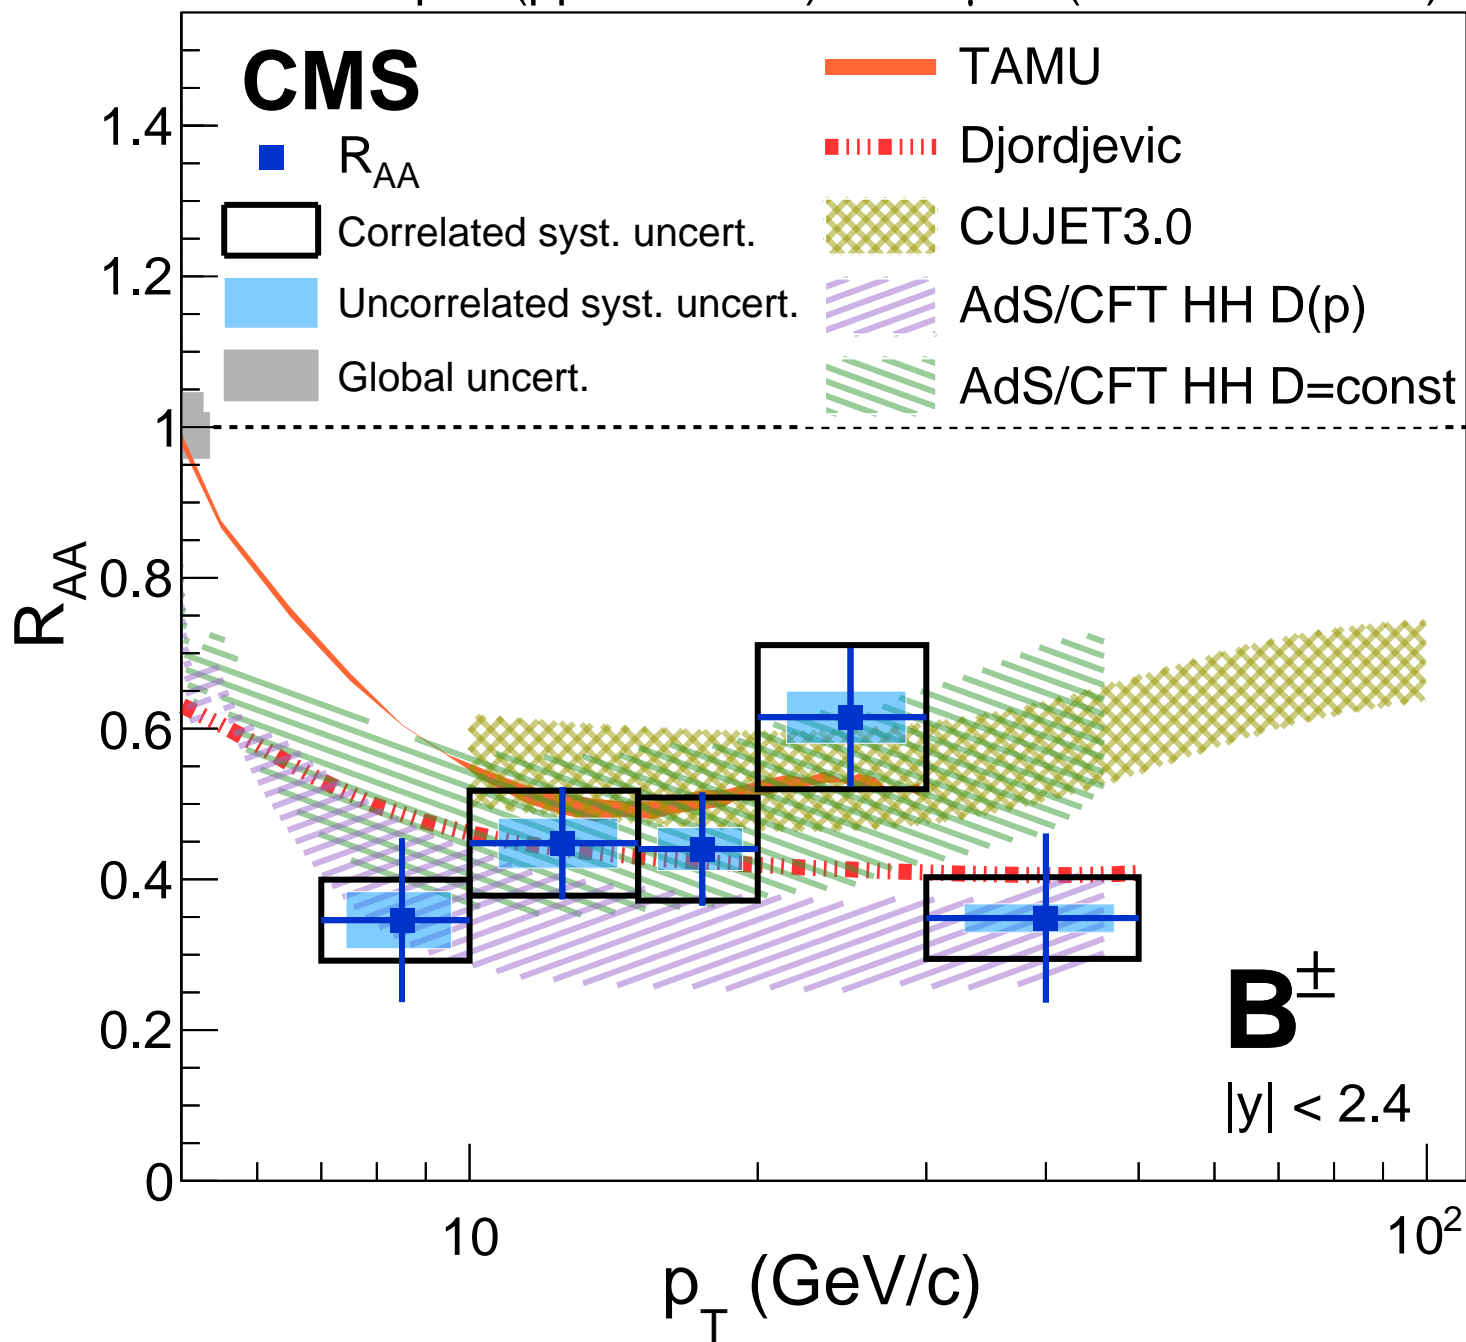 CMS
R_AA
Correlated syst. uncert.
Uncorrelated syst. uncert.
Global uncert.
TAMU
Djordjevic
CUJET3.0
AdS/CFT HH D(p)
AdS/CFT HH D=const
R_AA
1.4
1.2
1
0.8
0.6
0.4
0.2
0
B^±
|y| < 2.4
10
10²
p_T (GeV/c)